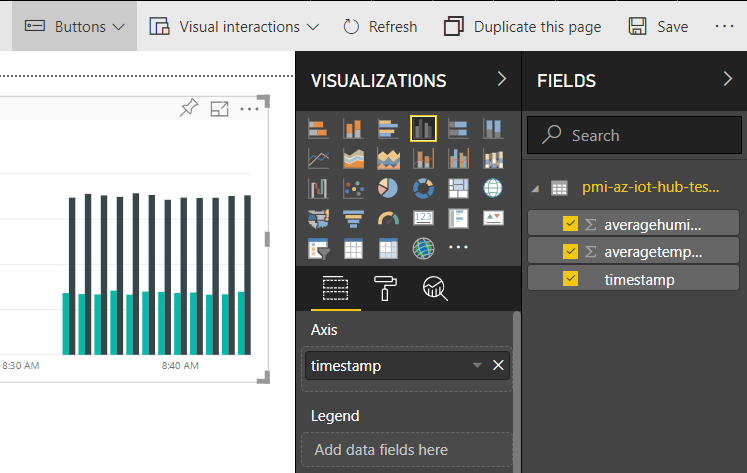 Buttons Visual interactions Refresh Duplicate this page Save ...
VISUALIZATIONS
FIELDS
Search
pmi-az-iot-hub-tes...
averagehumi...
averagetemp...
timestamp
123
Axis
timestamp
Legend
Add data fields here
8:30 AM 8:40 AM